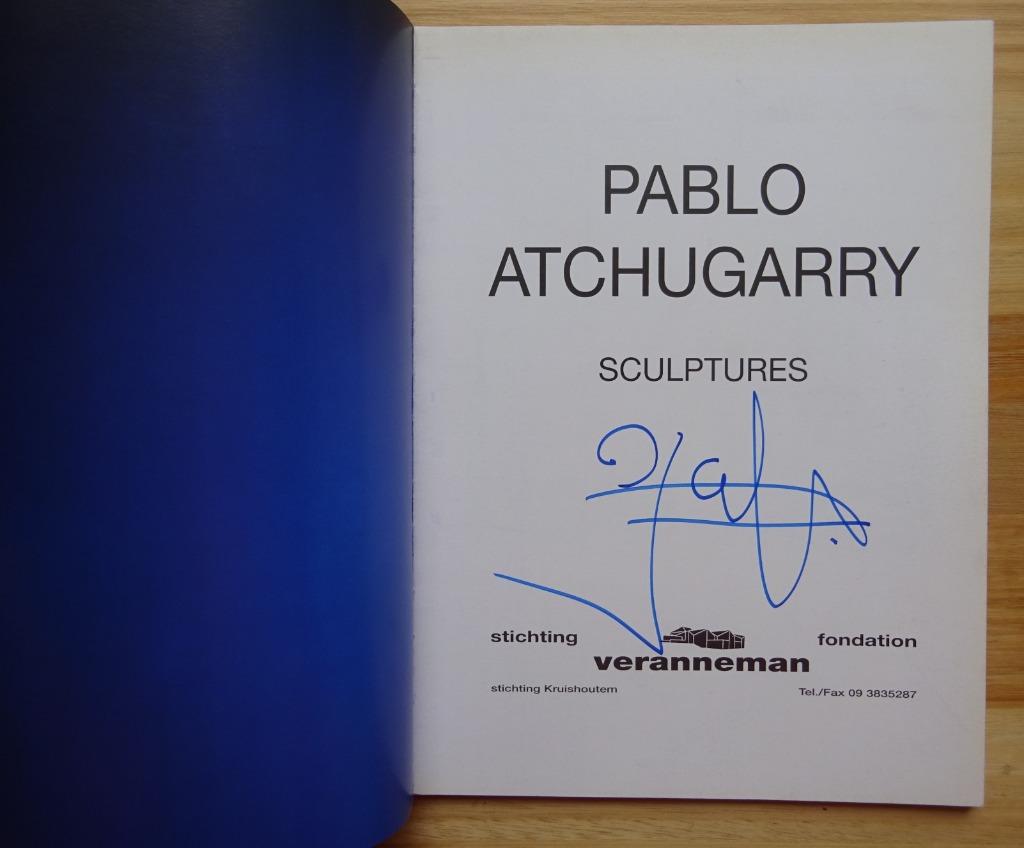 PABLO
ATCHUGARRY
SCULPTURES
stichting fondation
veranneman
stichting Kruishoutem Tel./Fax 09 3835287